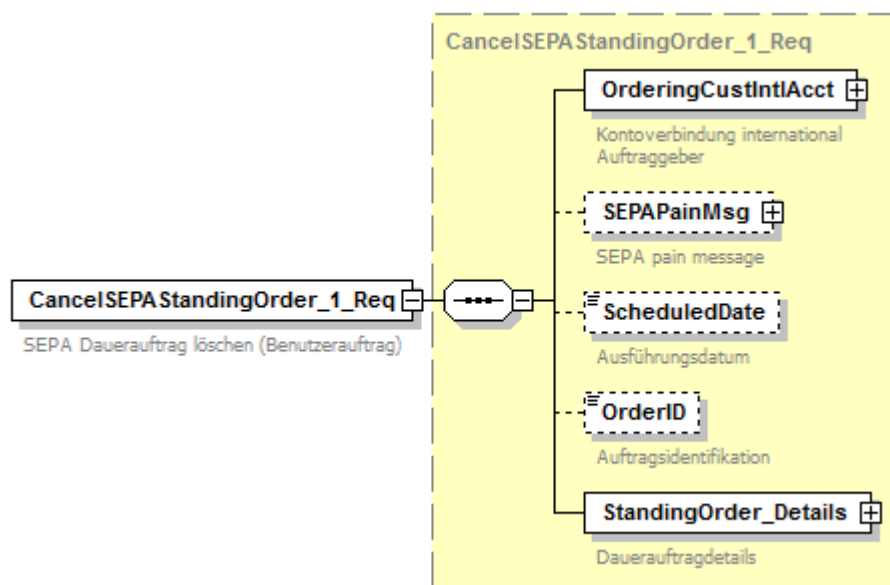 CancelSEPAStandingOrder_1_Req
OrderingCustIntlAcct
Kontoverbindung international
Auftraggeber
SEPAPainMsg
SEPA pain message
CancelSEPAStandingOrder_1_Req
SEPA Dauerauftrag löschen (Benutzerauftrag)
ScheduledDate
Ausführungsdatum
OrderID
Auftragsidentifikation
StandingOrder_Details
Dauerauftragdetails